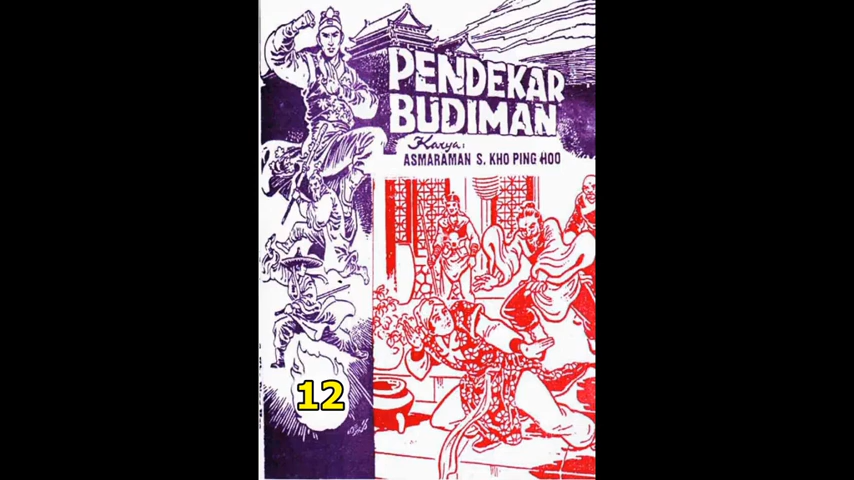 PENDEKAR
BUDIMAN
Karya:
ASMARAMAN S. KHO PING HOO
12